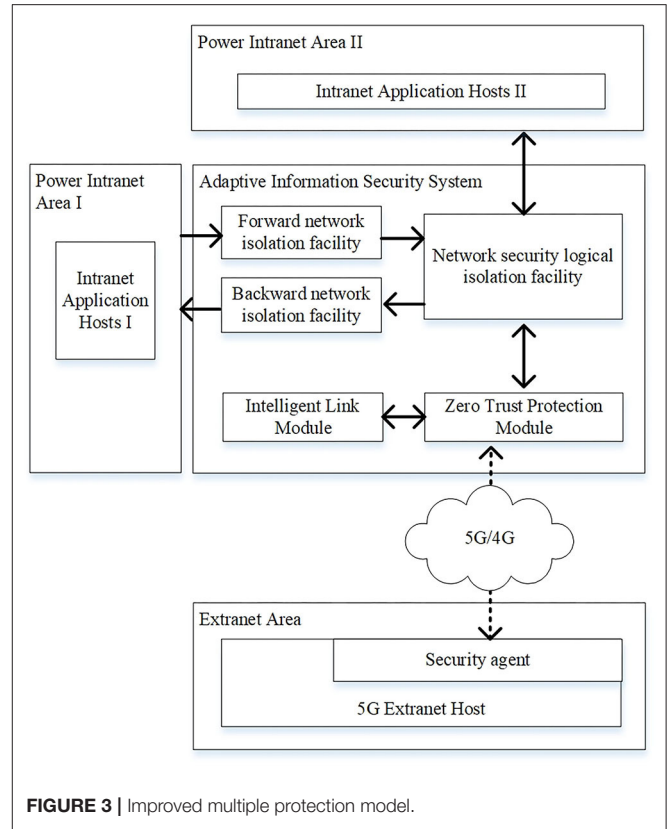 Power Intranet Area II
Intranet Application Hosts II
Power Intranet
Area I
Intranet
Application
Hosts I
Adaptive Information Security System
Forward network
isolation facility
Network security logical
isolation facility
Backward network
isolation facility
Intelligent Link
Module
Zero Trust Protection
Module
5G/4G
Extranet Area
Security agent
5G Extranet Host
FIGURE 3 | Improved multiple protection model.